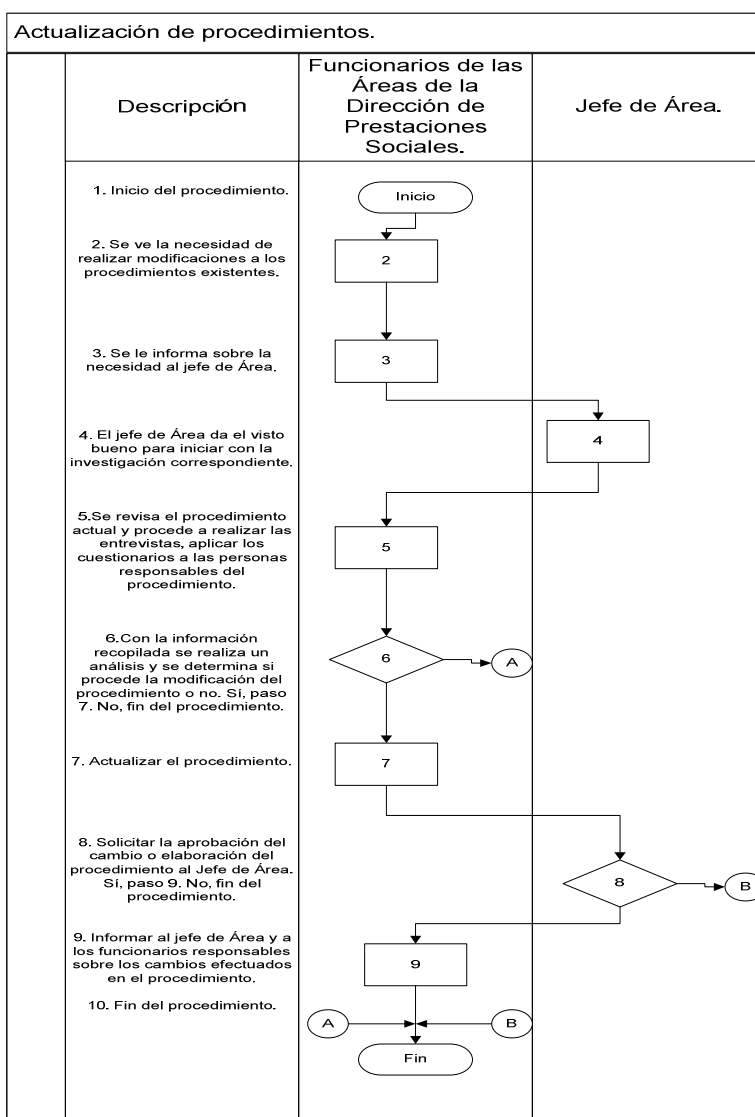 Actualización de procedimientos.
Descripción
Funcionarios de las
Áreas de la
Dirección de
Prestaciones
Sociales.
Jefe de Área.
1. Inicio del procedimiento.
Inicio
2. Se ve la necesidad de
realizar modificaciones a los
procedimientos existentes.
2
3. Se le informa sobre la
necesidad al jefe de Área.
3
4. El jefe de Área da el visto
bueno para iniciar con la
investigación correspondiente.
4
5.Se revisa el procedimiento
actual y procede a realizar las
entrevistas, aplicar los
cuestionarios a las personas
responsables del
procedimiento.
5
6.Con la información
recopilada se realiza un
análisis y se determina si
procede la modificación del
procedimiento o no. Sí, paso
7. No, fin del procedimiento.
6
A
7. Actualizar el procedimiento.
7
8. Solicitar la aprobación del
cambio o elaboración del
procedimiento al Jefe de Área.
Sí, paso 9. No, fin del
procedimiento.
8
B
9. Informar al jefe de Área y a
los funcionarios responsables
sobre los cambios efectuados
en el procedimiento.
9
10. Fin del procedimiento.
A
B
Fin